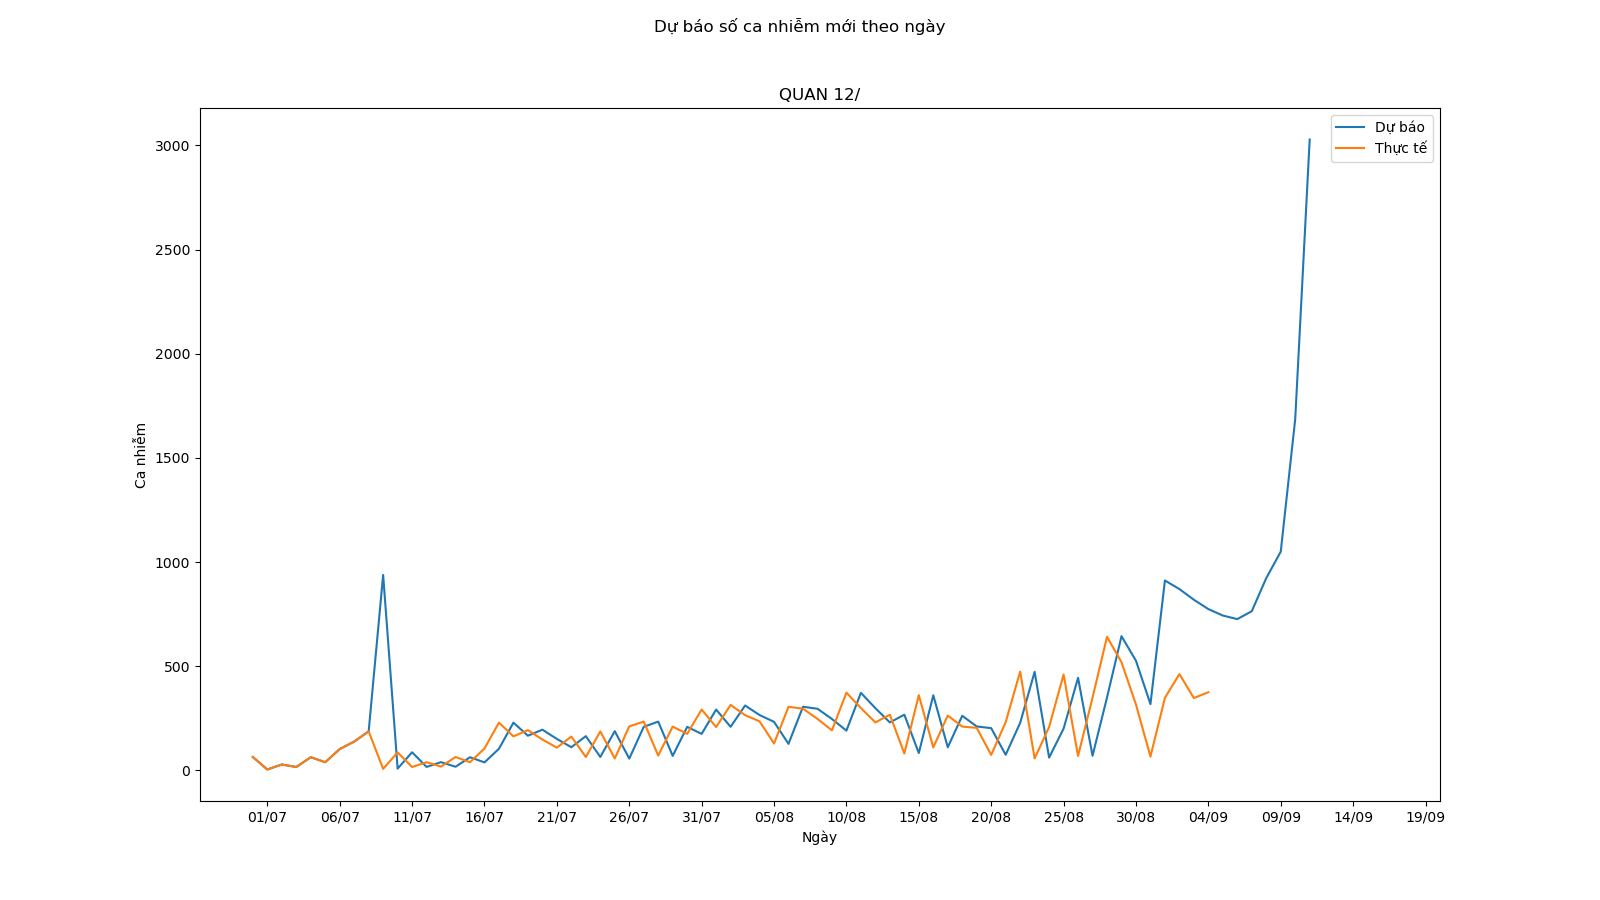 Dự báo số ca nhiễm mới theo ngày
QUAN 12/
Dự báo
Thực tế
3000
2500
2000
1500
1000
500
0
Ca nhiễm
01/07 06/07 11/07 16/07 21/07 26/07 31/07 05/08 10/08 15/08 20/08 25/08 30/08 04/09 09/09 14/09 19/09
Ngày